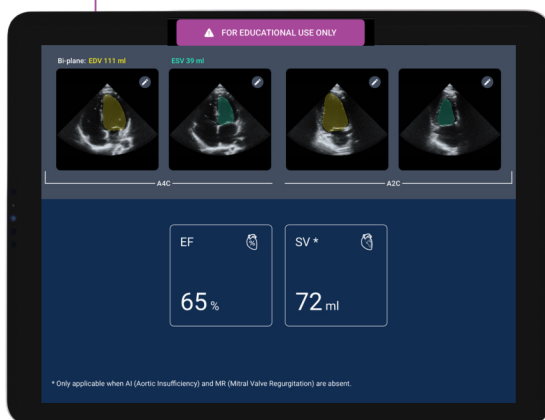 FOR EDUCATIONAL USE ONLY
Bi-plane: EDV 111 ml
ESV 39 ml
A4C
A2C
EF
%
SV *
65 %
72 ml
* Only applicable when AI (Aortic Insufficiency) and MR (Mitral Valve Regurgitation) are absent.